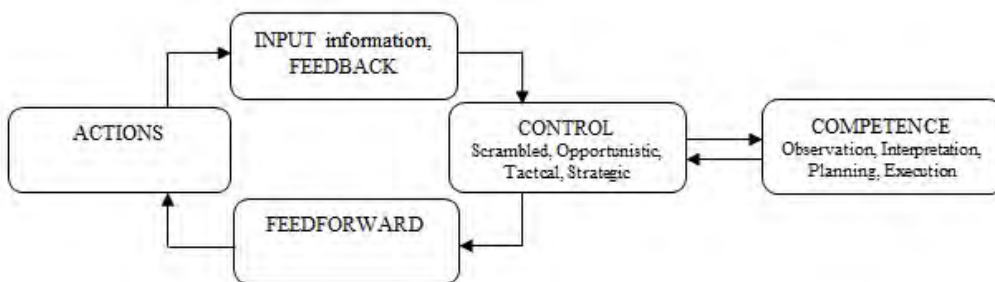 INPUT information,
FEEDBACK
ACTIONS
CONTROL
Scrambled, Opportunistic,
Tactcal, Strategic
COMPETENCE
Observation, Interpretation,
Planning, Execution
FEEDFORWARD